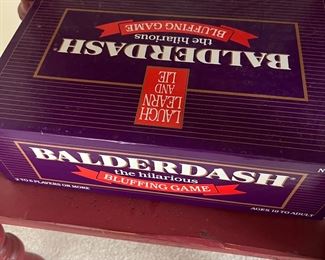 BALDERDASH
the hilarious
BLUFFING GAME
LAUGH
LEARN
AND
LIE
BALDERDASH
the hilarious
BLUFFING GAME
2 TO 6 PLAYERS OR MORE
AGES 10 TO ADULT
N